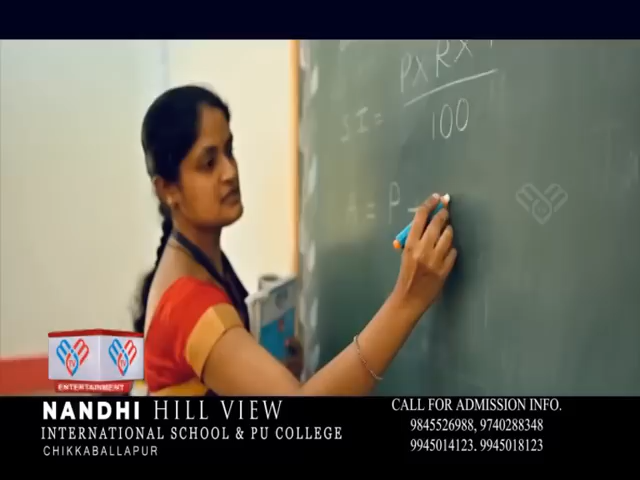 P X R X T
100
SI =
A = P
TV
ENTERTAINMENT
NANDHI HILL VIEW
INTERNATIONAL SCHOOL & PU COLLEGE
CHIKKABALLAPUR
CALL FOR ADMISSION INFO.
9845526988, 9740288348
9945014123, 9945018123